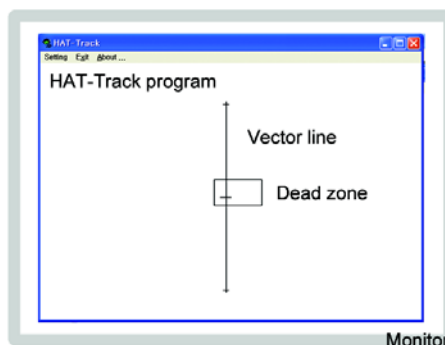 HAT-Track
Setting Exit About ...
HAT-Track program
Vector line
Dead zone
Monitor